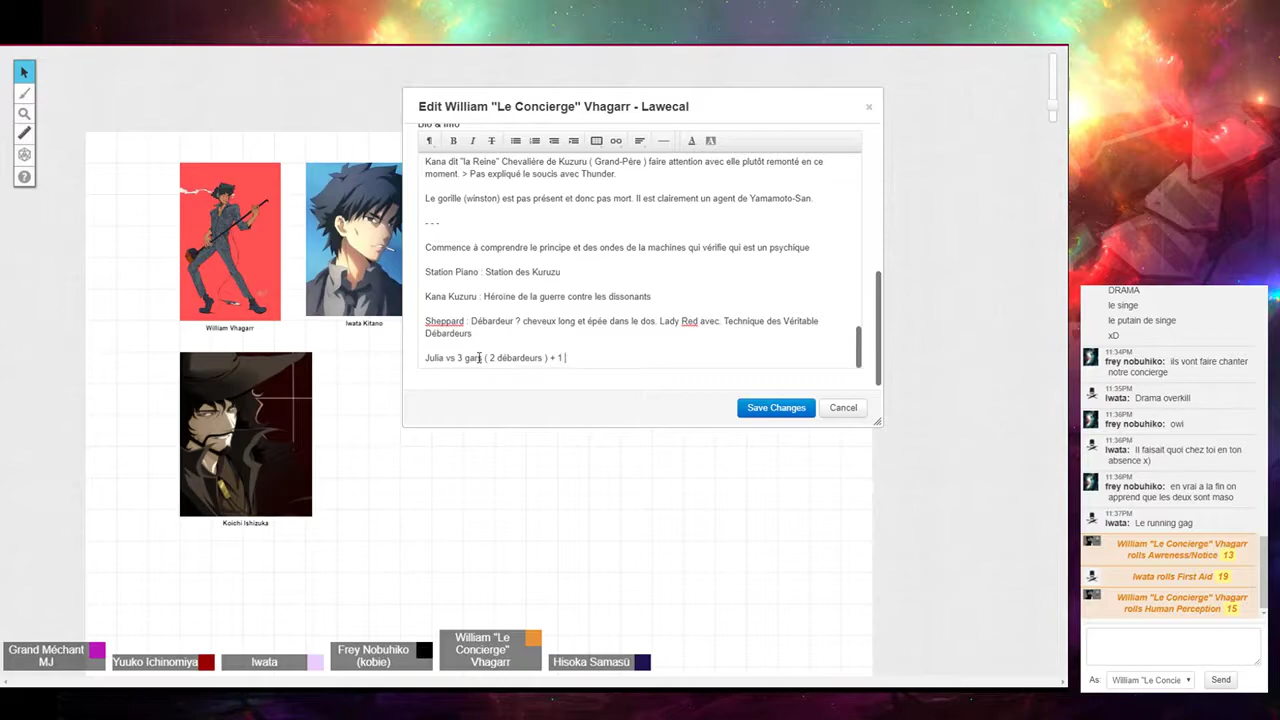 Edit William "Le Concierge" Vhagarr - Lawecal
×
Bio & Info
Kana dit "la Reine" Chevalière de Kuzuru ( Grand-Père ) faire attention avec elle plutôt remonté en ce
moment. > Pas expliqué le soucis avec Thunder.
Le gorille (winston) est pas présent et donc pas mort. Il est clairement un agent de Yamamoto-San.
- - -
Commence à comprendre le principe et des ondes de la machines qui vérifie qui est un psychique
Station Piano : Station des Kuruzu
Kana Kuzuru : Héroine de la guerre contre les dissonants
Sheppard : Débardeur ? cheveux long et épée dans le dos. Lady Red avec. Technique des Véritable
Débardeurs
Julia vs 3 gars ( 2 débardeurs ) + 1
Save Changes
Cancel
William Vhagarr
Iwata Kitano
Koichi Ishizuka
DRAMA
le singe
le putain de singe
xD
11:34PM
frey nobuhiko: ils vont faire chanter
notre concierge
11:35PM
Iwata: Drama overkill
11:36PM
frey nobuhiko: owi
11:36PM
Iwata: Il faisait quoi chez toi en ton
absence x)
11:36PM
frey nobuhiko: en vrai a la fin on
apprend que les deux sont maso
11:37PM
Iwata: Le running gag
William "Le Concierge" Vhagarr
rolls Awreness/Notice 13
Iwata rolls First Aid 19
William "Le Concierge" Vhagarr
rolls Human Perception 15
As: William "Le Concie
Send
Grand Méchant
MJ
Yuuko Ichinomiya
Iwata
Frey Nobuhiko
(kobie)
William "Le
Concierge"
Vhagarr
Hisoka Samasù